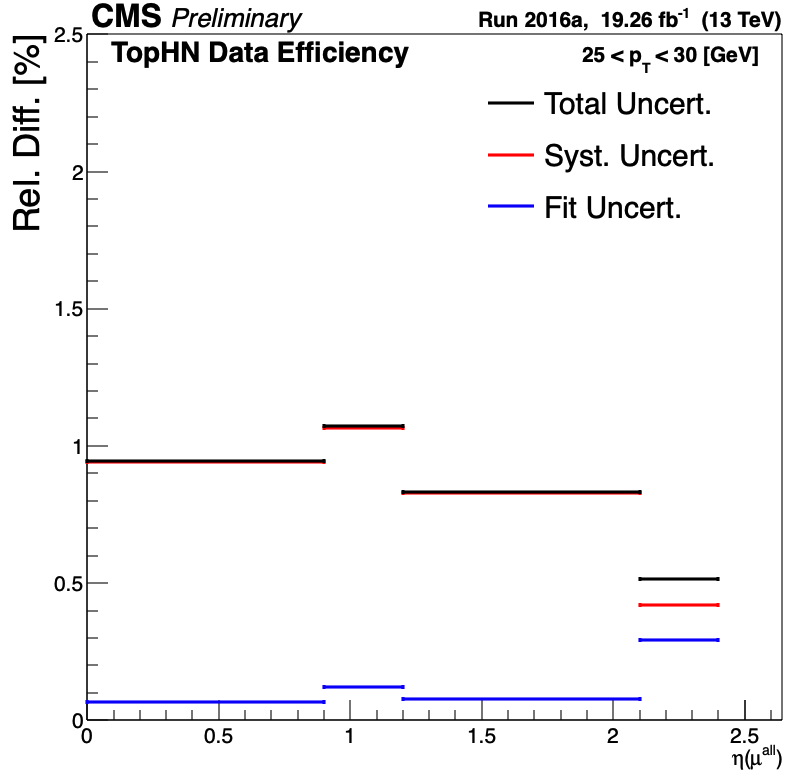 CMS Preliminary Run 2016a, 19.26 fb⁻¹ (13 TeV)
TopHN Data Efficiency 25 < p_T < 30 [GeV]
Rel. Diff. [%]
Total Uncert.
Syst. Uncert.
Fit Uncert.
2.5
2
1.5
1
0.5
0
0 0.5 1 1.5 2 2.5
η(μ^all)